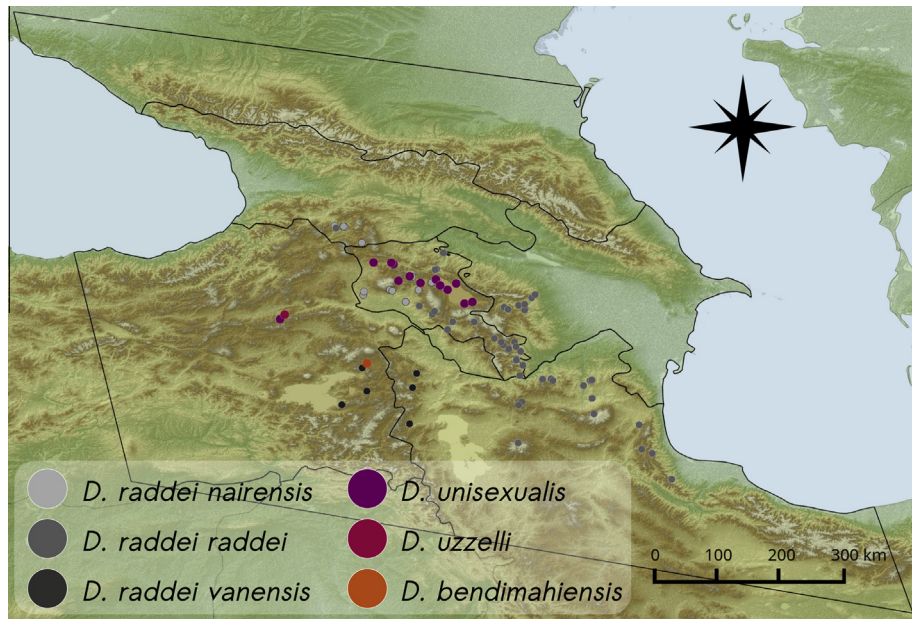 D. raddei nairensis
D. unisexualis
D. raddei raddei
D. uzzelli
D. raddei vanensis
D. bendimahiensis
0 100 200 300 km